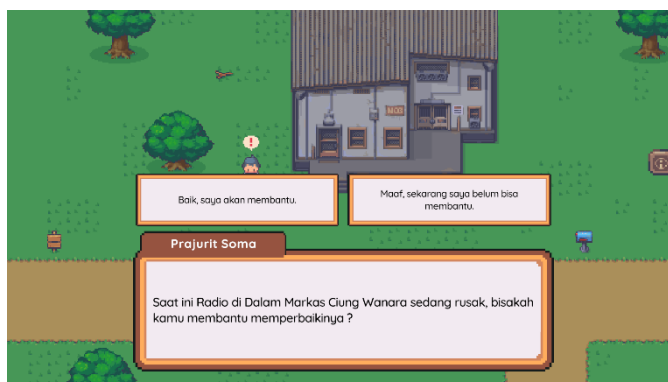 Baik, saya akan membantu.
Maaf, sekarang saya belum bisa
membantu.
Prajurit Soma
Saat ini Radio di Dalam Markas Ciung Wanara sedang rusak, bisakah
kamu membantu memperbaikinya ?